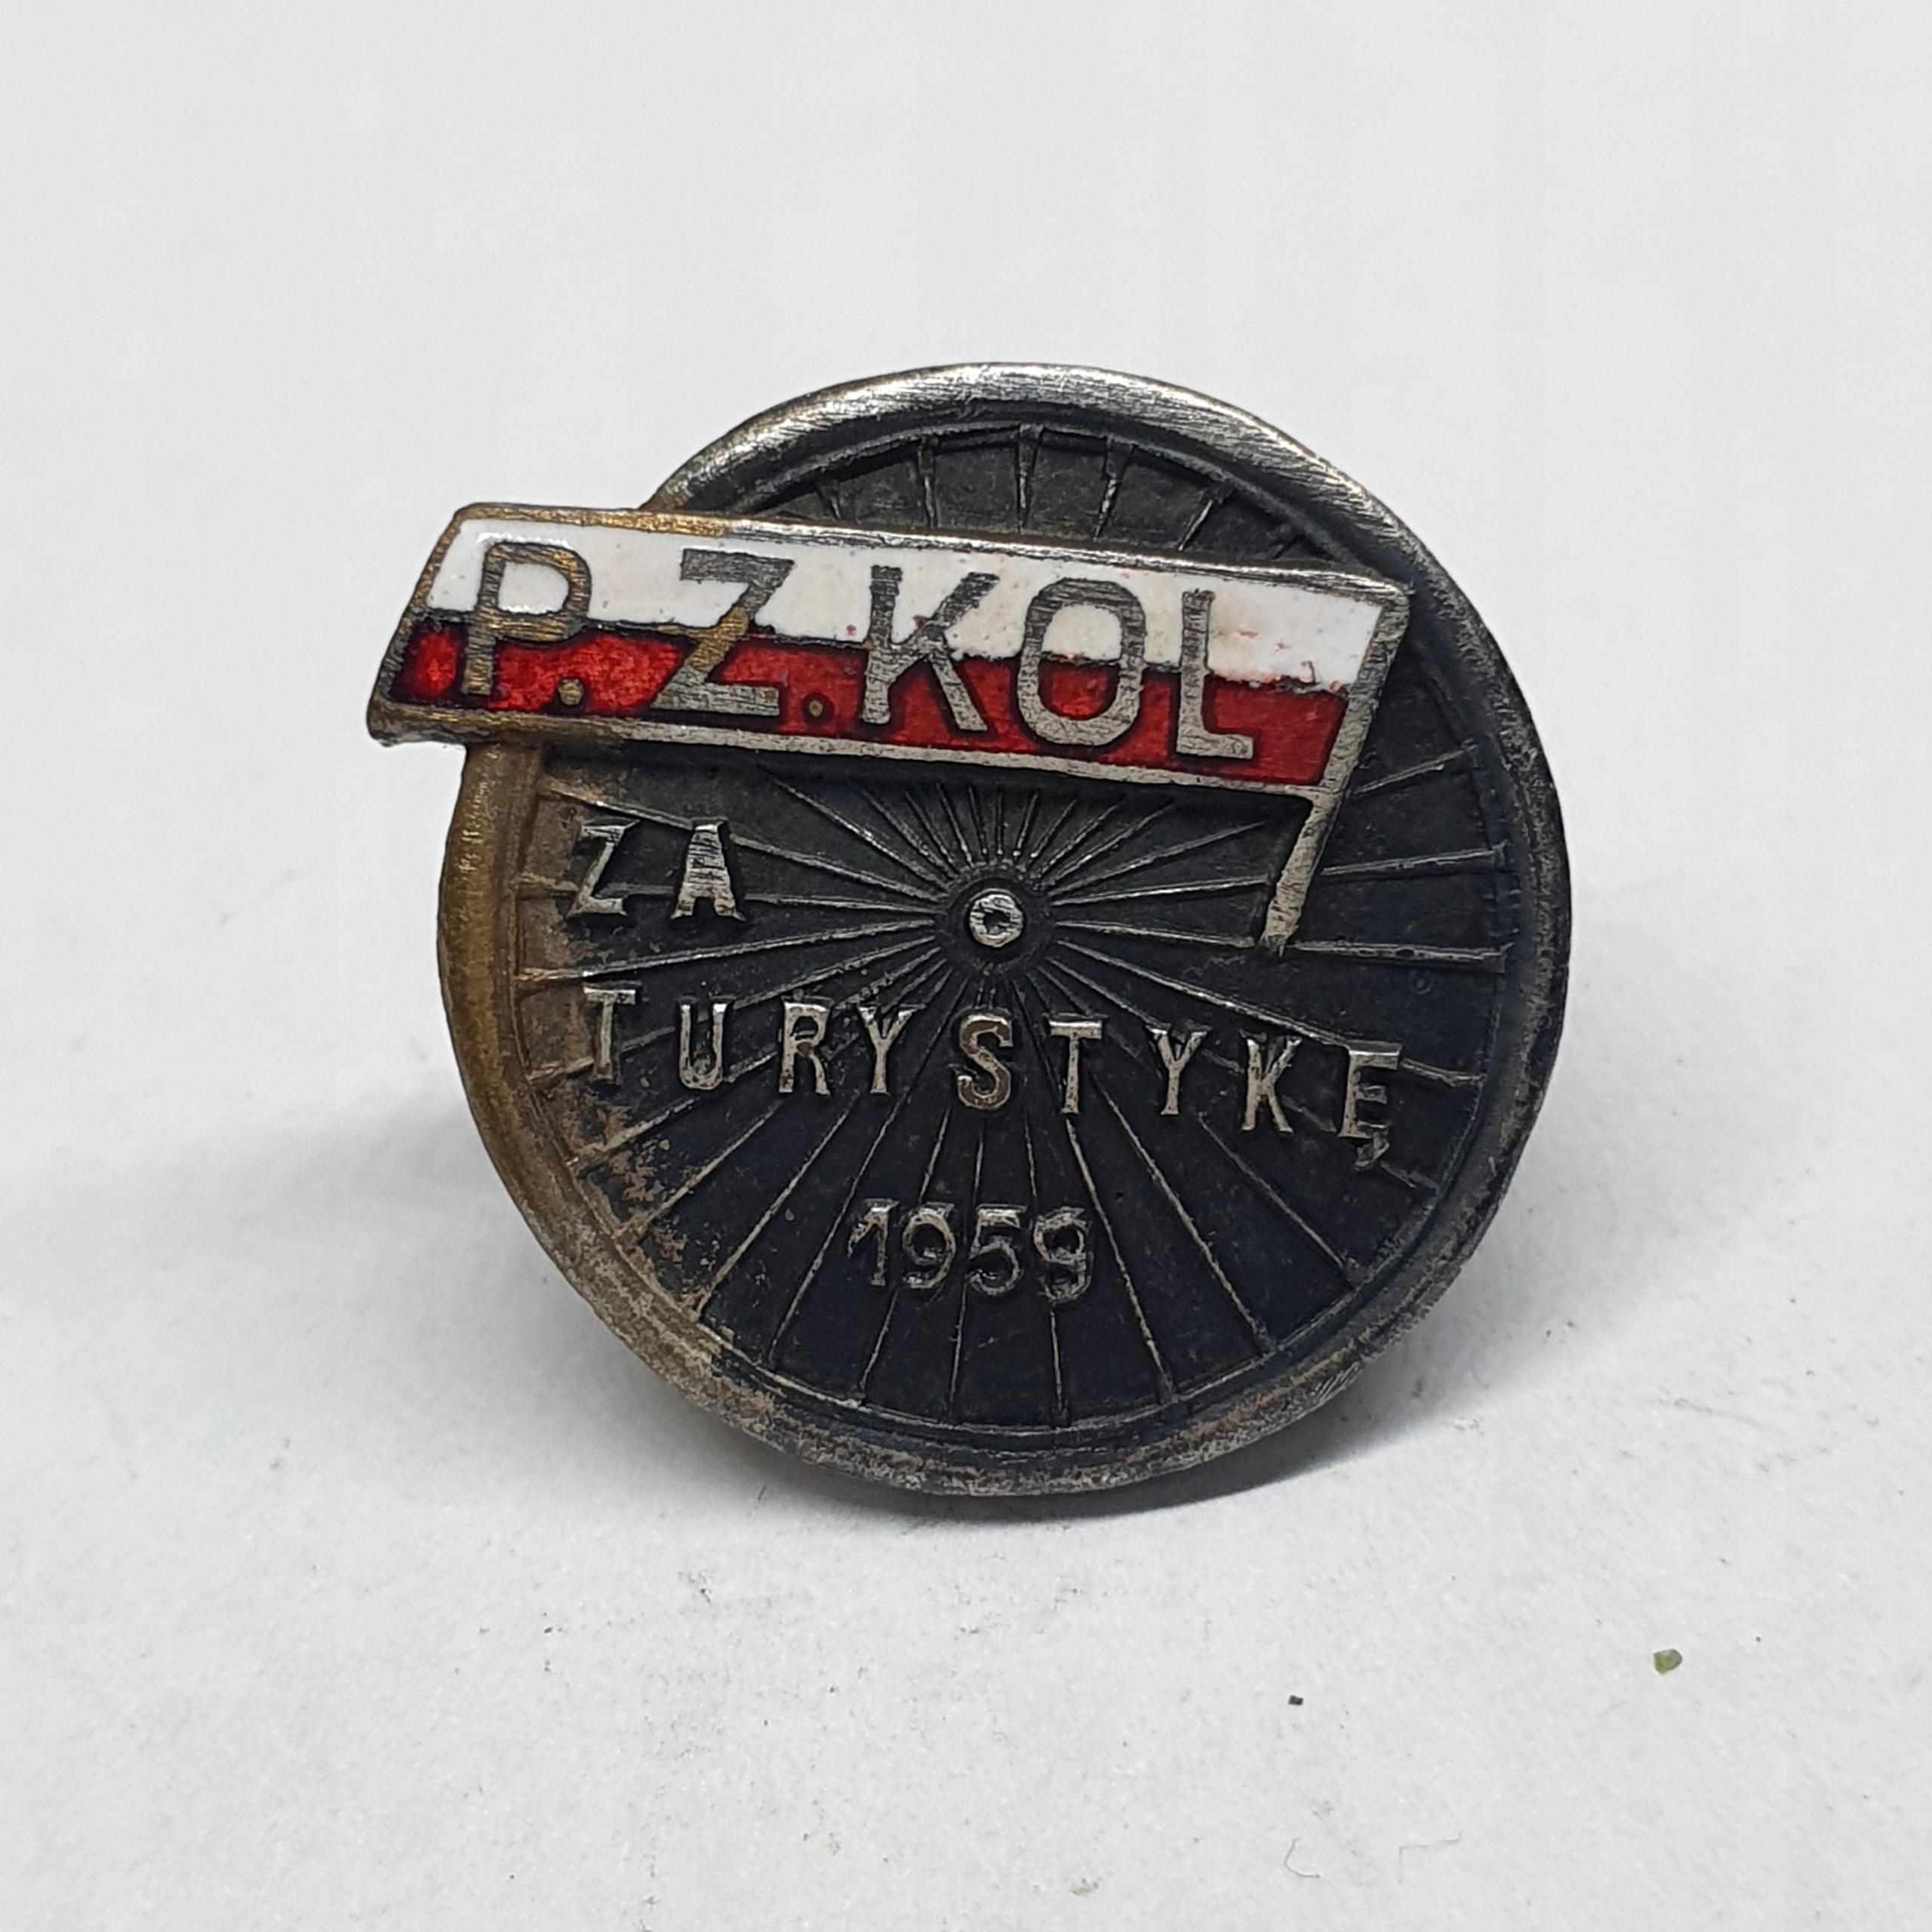 P.Z.KOL
ZA
TURYSTYKĘ
1959